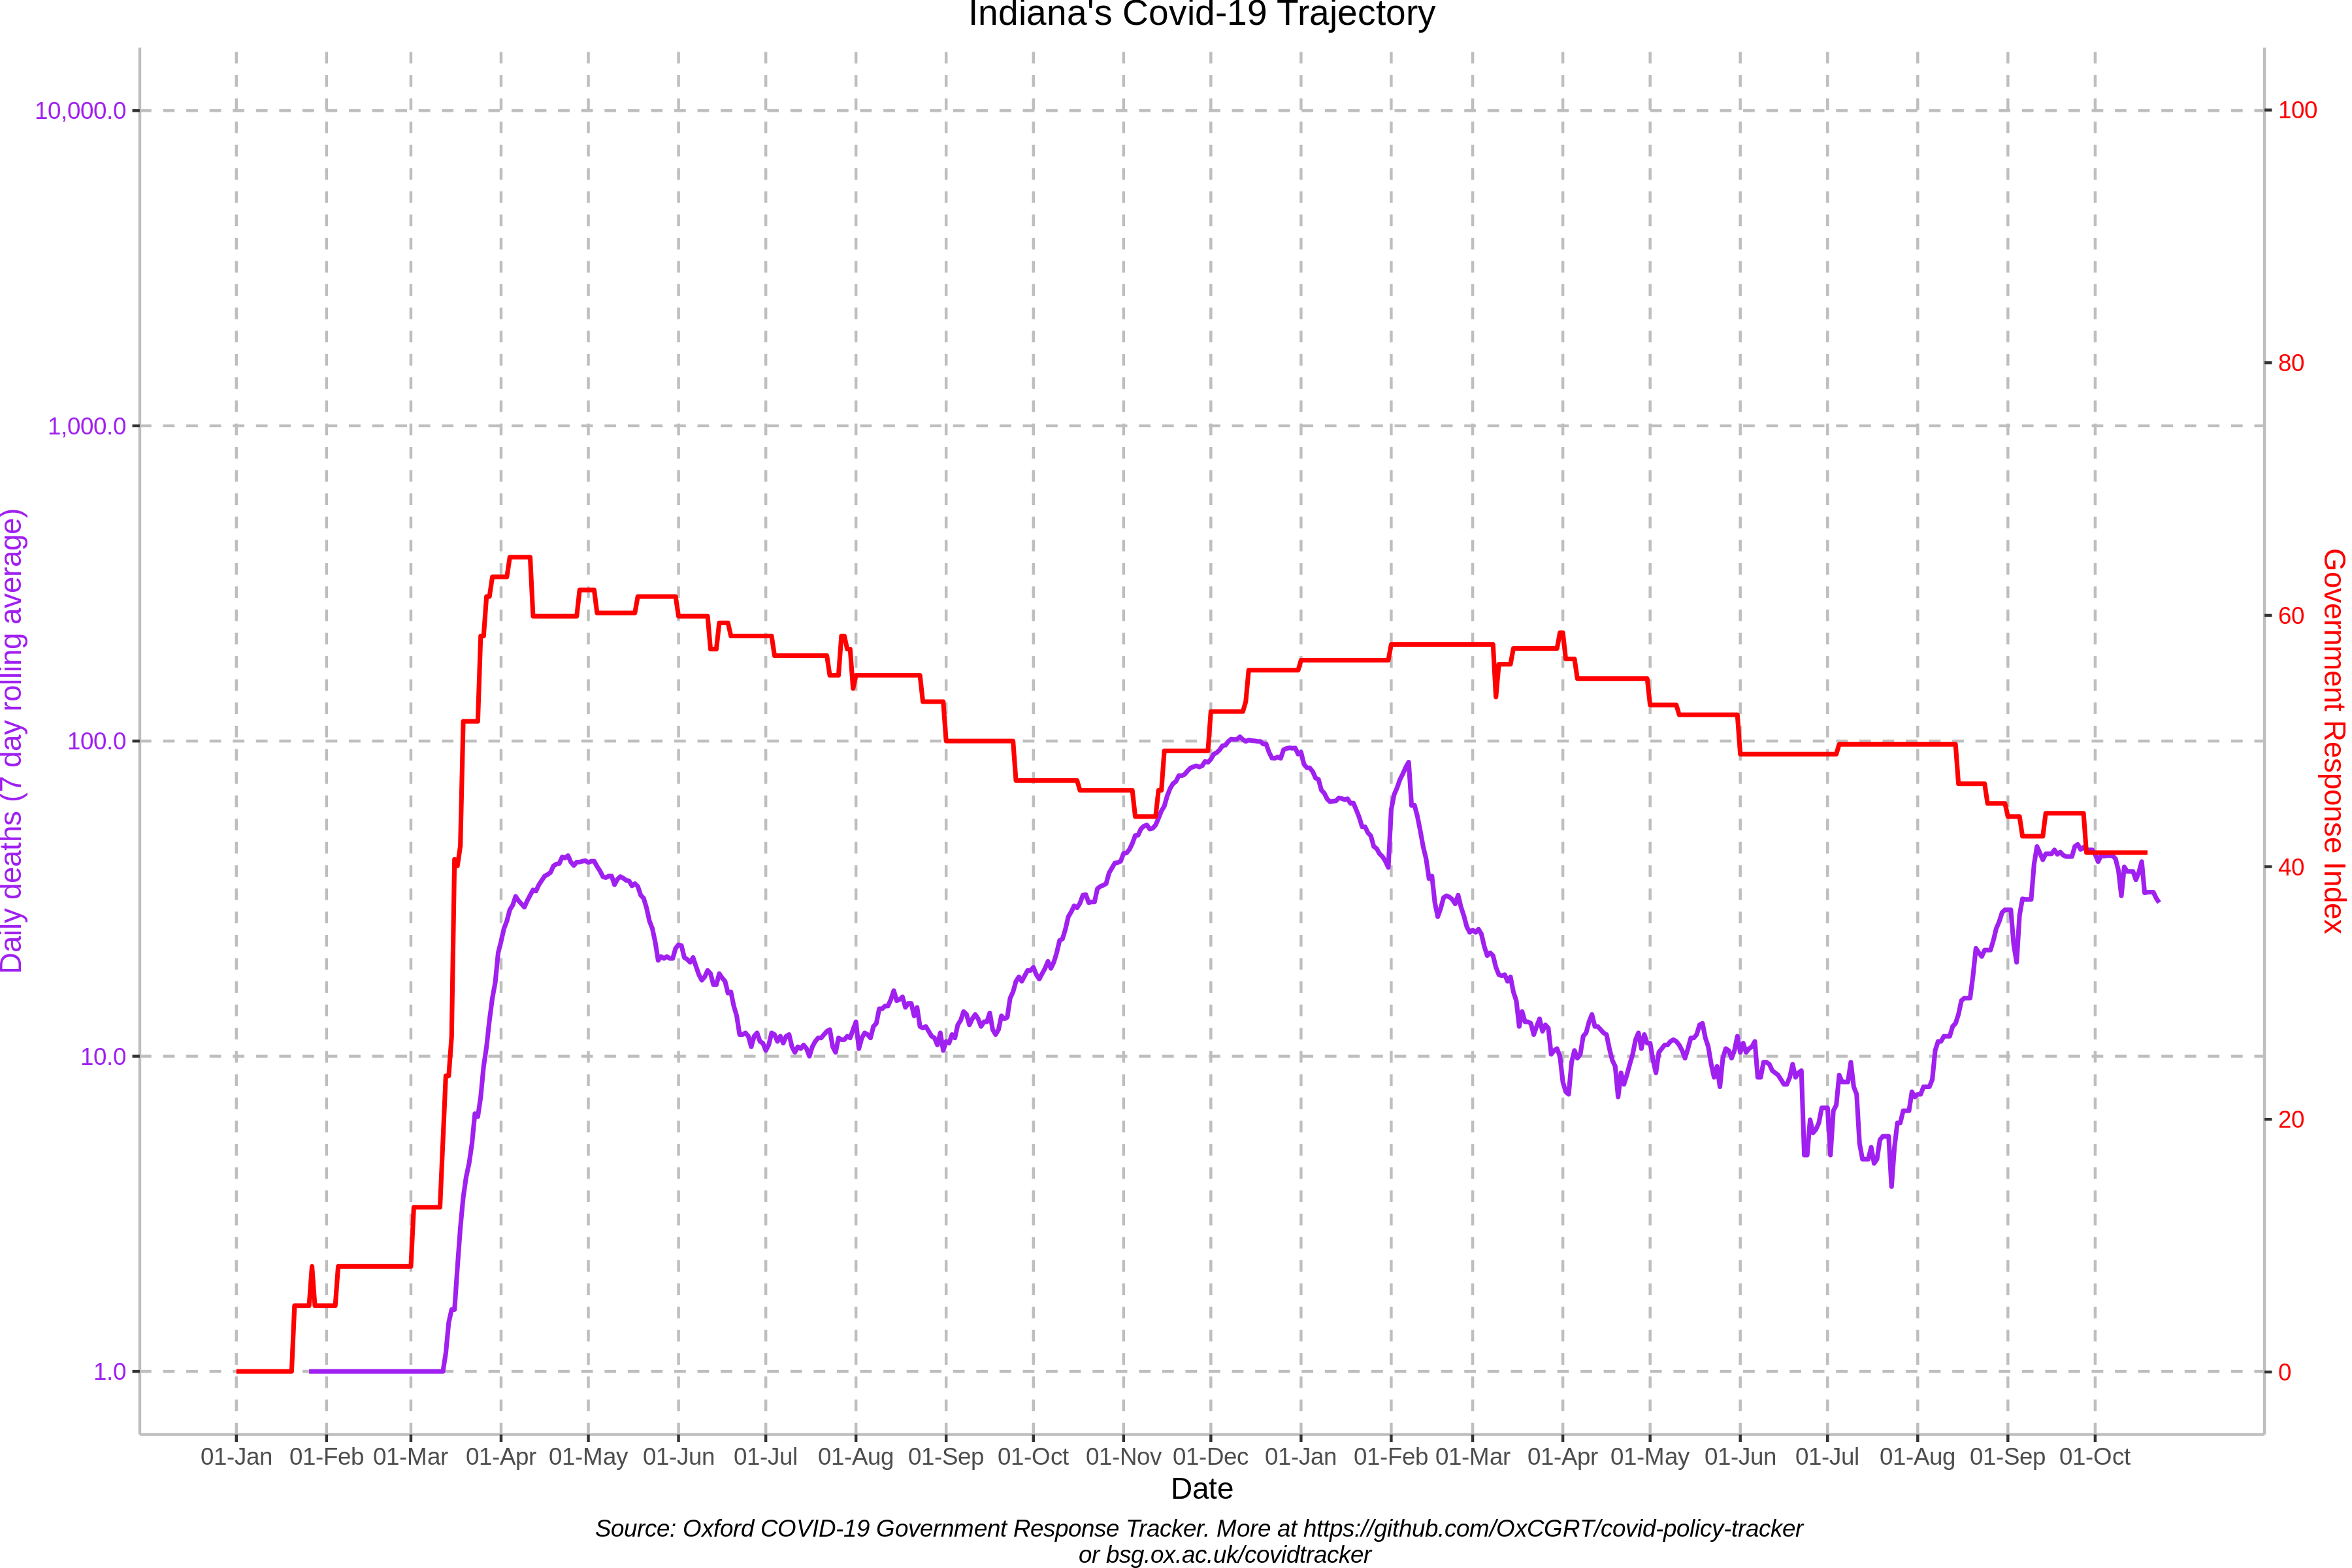 Indiana's Covid-19 Trajectory
10,000.0
1,000.0
100.0
10.0
1.0
Daily deaths (7 day rolling average)
100
80
60
40
20
0
Government Response Index
01-Jan 01-Feb 01-Mar 01-Apr 01-May 01-Jun 01-Jul 01-Aug 01-Sep 01-Oct 01-Nov 01-Dec 01-Jan 01-Feb 01-Mar 01-Apr 01-May 01-Jun 01-Jul 01-Aug 01-Sep 01-Oct
Date
Source: Oxford COVID-19 Government Response Tracker. More at https://github.com/OxCGRT/covid-policy-tracker
or bsg.ox.ac.uk/covidtracker